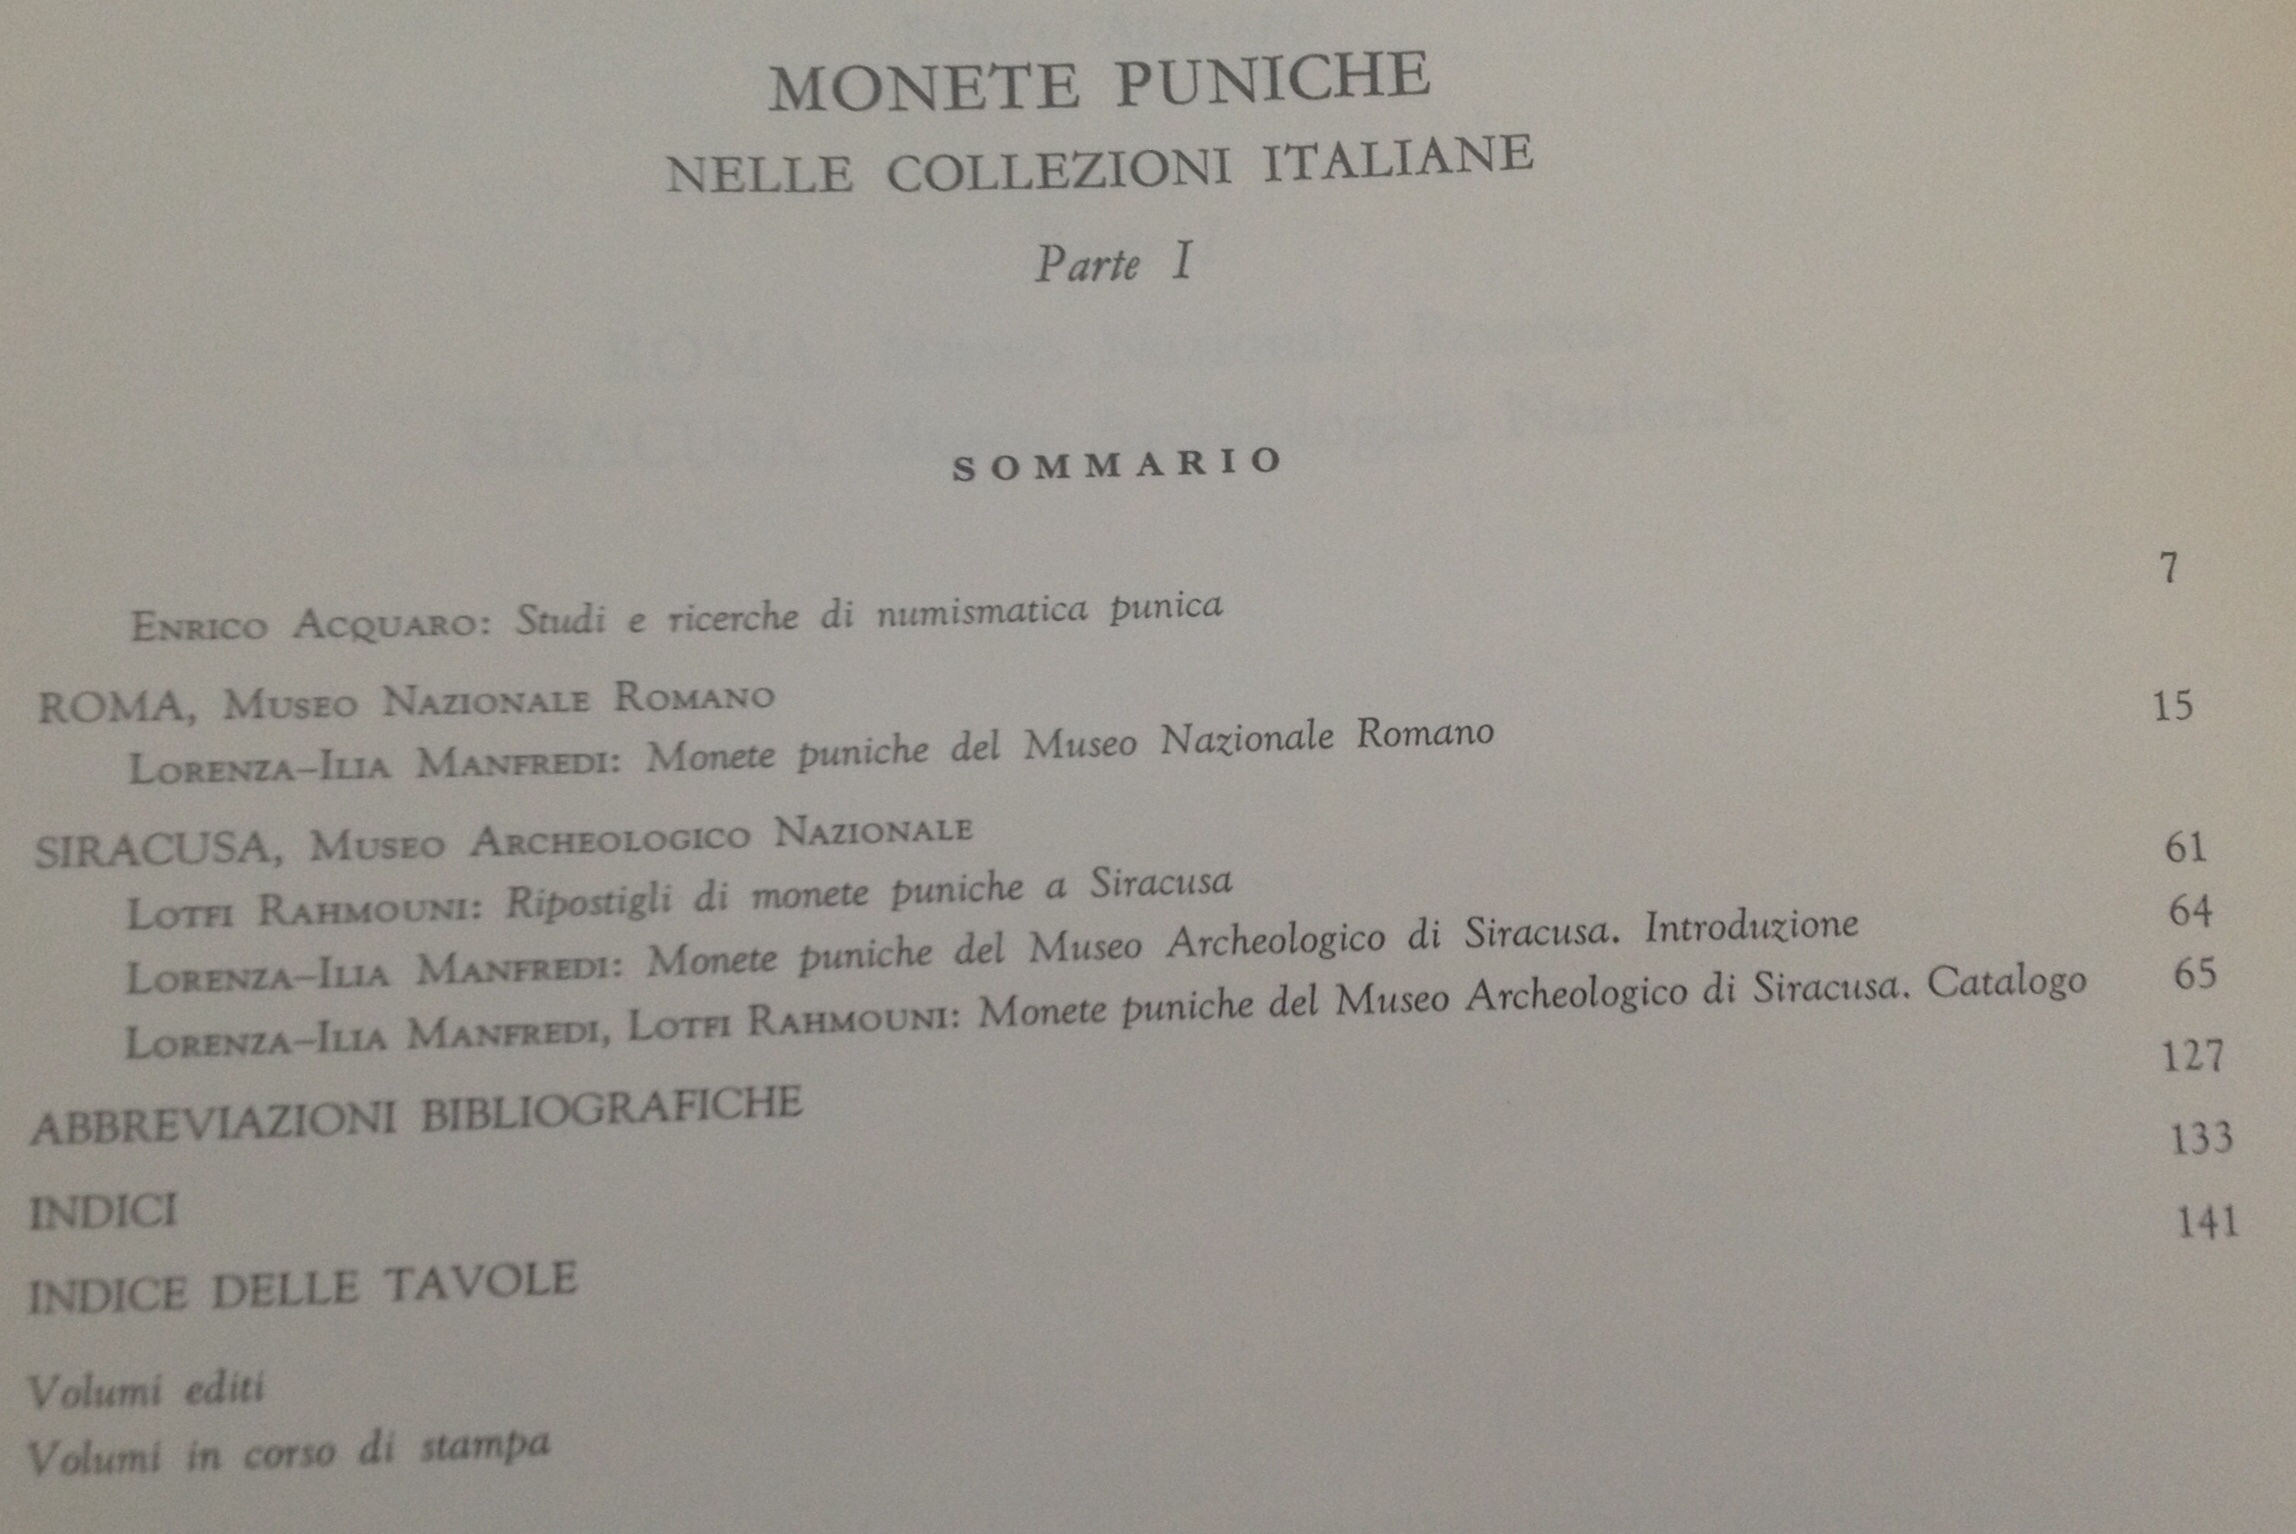 MONETE PUNICHE
NELLE COLLEZIONI ITALIANE
Parte I
SOMMARIO
ENRICO ACQUARO: Studi e ricerche di numismatica punica 7
ROMA, MUSEO NAZIONALE ROMANO
LORENZA–ILIA MANFREDI: Monete puniche del Museo Nazionale Romano 15
SIRACUSA, MUSEO ARCHEOLOGICO NAZIONALE
LOTFI RAHMOUNI: Ripostigli di monete puniche a Siracusa 61
LORENZA–ILIA MANFREDI: Monete puniche del Museo Archeologico di Siracusa. Introduzione 64
LORENZA–ILIA MANFREDI, LOTFI RAHMOUNI: Monete puniche del Museo Archeologico di Siracusa. Catalogo 65
ABBREVIAZIONI BIBLIOGRAFICHE 127
INDICI 133
INDICE DELLE TAVOLE 141
Volumi editi
Volumi in corso di stampa